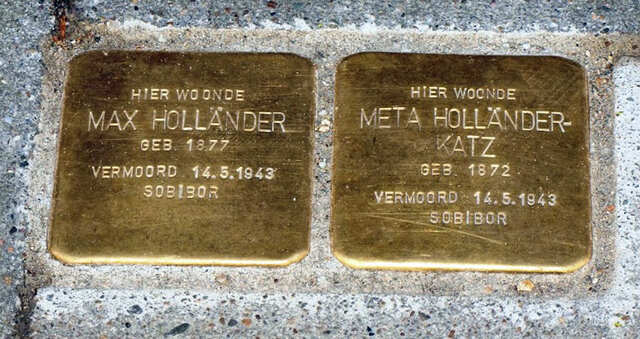 HIER WOONDE
MAX HOLLÄNDER
GEB. 1877
VERMOORD 14.5.1943
SOBIBOR
HIER WOONDE
META HOLLÄNDER-
KATZ
GEB. 1872
VERMOORD 14.5.1943
SOBIBOR